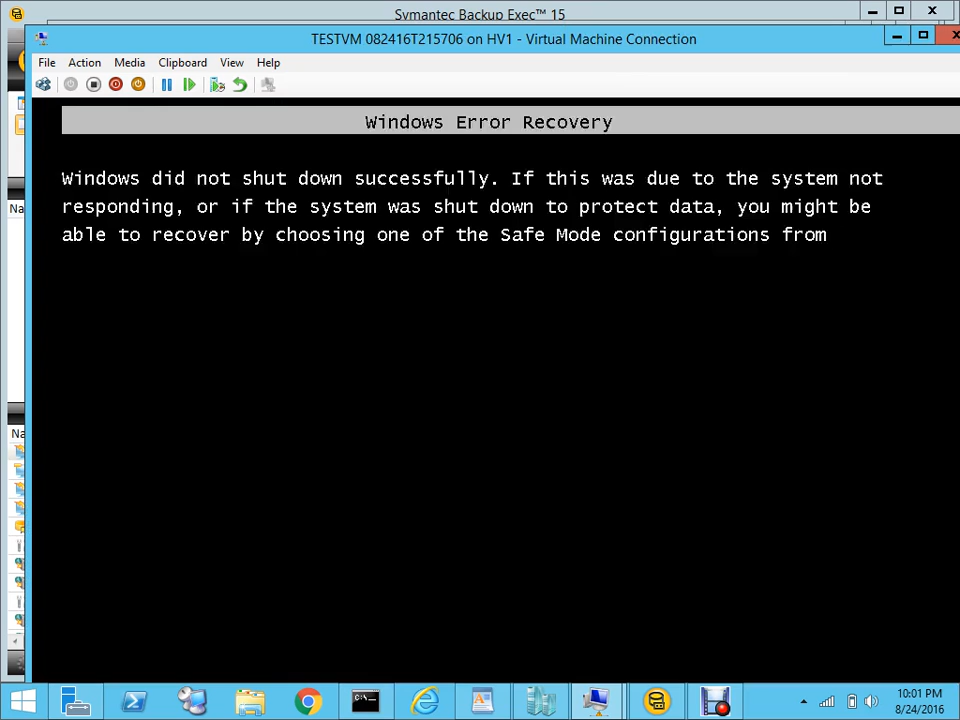 Symantec Backup Exec™ 15
TESTVM 082416T215706 on HV1 - Virtual Machine Connection
File Action Media Clipboard View Help
Windows Error Recovery
Windows did not shut down successfully. If this was due to the system not
responding, or if the system was shut down to protect data, you might be
able to recover by choosing one of the Safe Mode configurations from
Na
Na
10:01 PM
8/24/2016